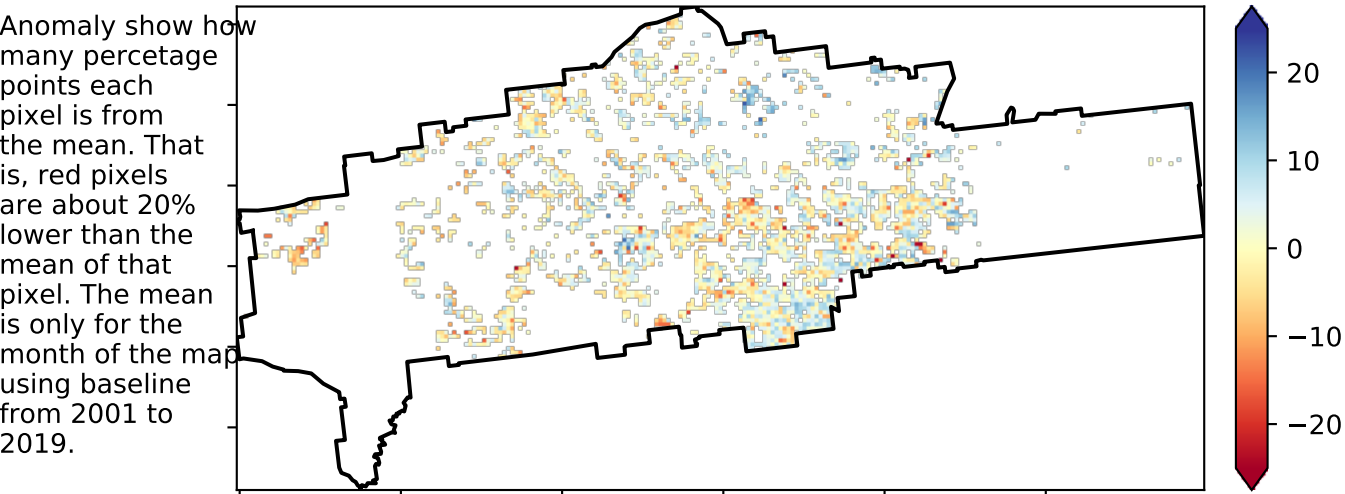 Anomaly show how
many percetage
points each
pixel is from
the mean. That
is, red pixels
are about 20%
lower than the
mean of that
pixel. The mean
is only for the
month of the map
using baseline
from 2001 to
2019.
20
10
0
−10
−20